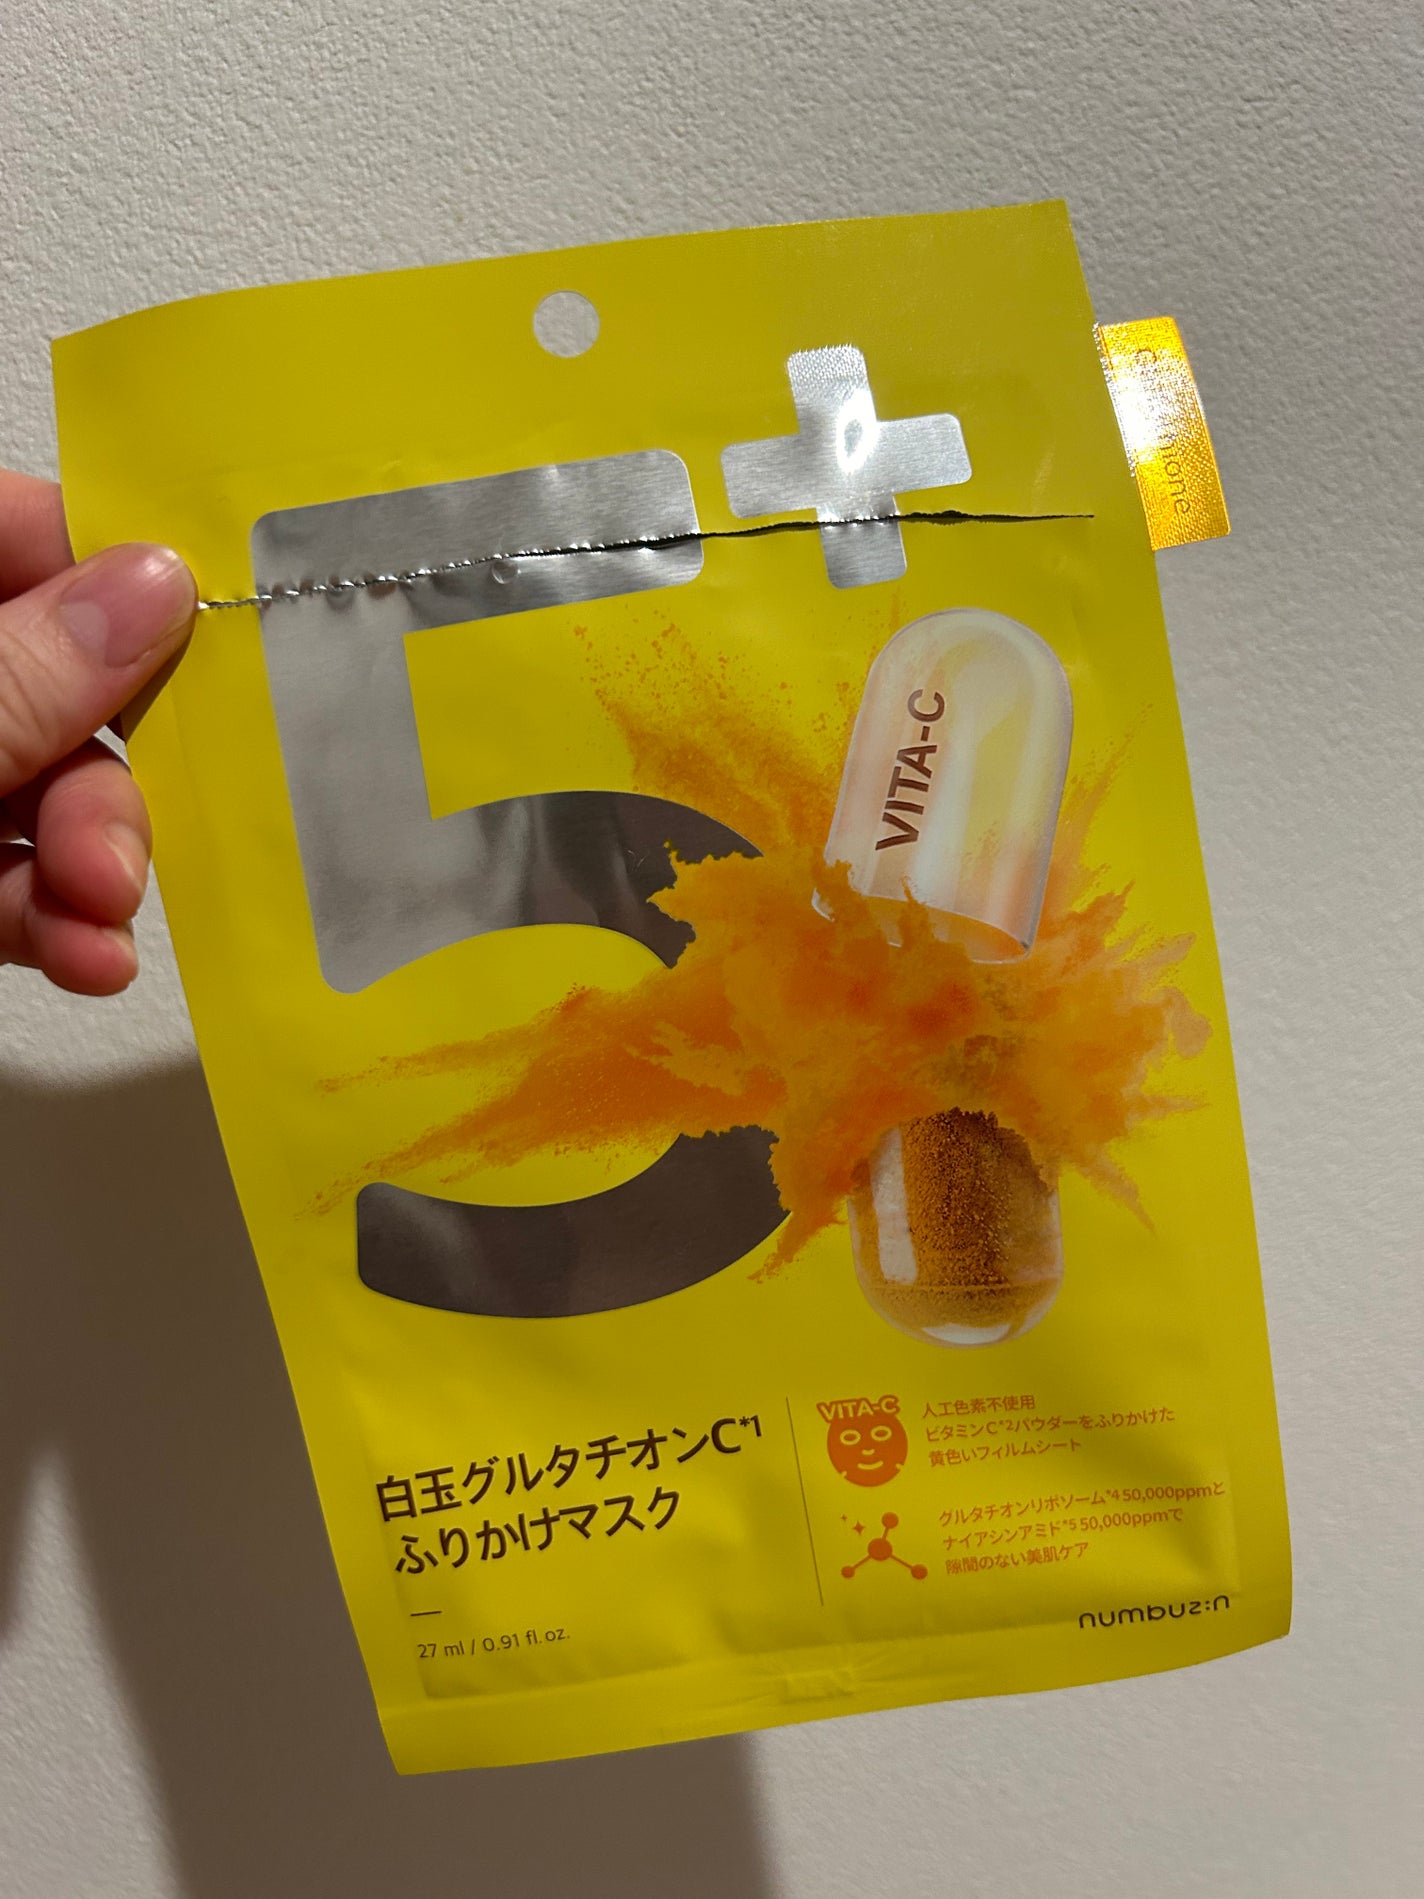 5+
VITA-C
白玉グルタチオンC*1
ふりかけマスク
27 ml / 0.91 fl.oz.
VITA-C
人工色素不使用
ビタミンC*2パウダーをふりかけた
黄色いフィルムシート
グルタチオンリポソーム*4 50,000ppmと
ナイアシンアミド*5 50,000ppmで
隙間のない美肌ケア
numbuz:n